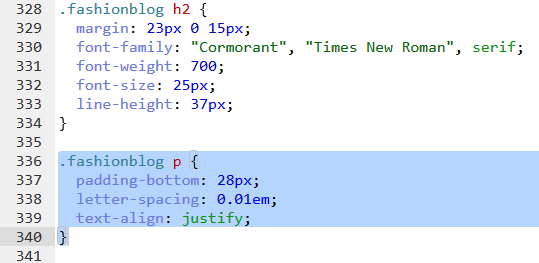 328 .fashionblog h2 {
329 margin: 23px 0 15px;
330 font-family: "Cormorant", "Times New Roman", serif;
331 font-weight: 700;
332 font-size: 25px;
333 line-height: 37px;
334 }
335
336 .fashionblog p {
337 padding-bottom: 28px;
338 letter-spacing: 0.01em;
339 text-align: justify;
340 }
341